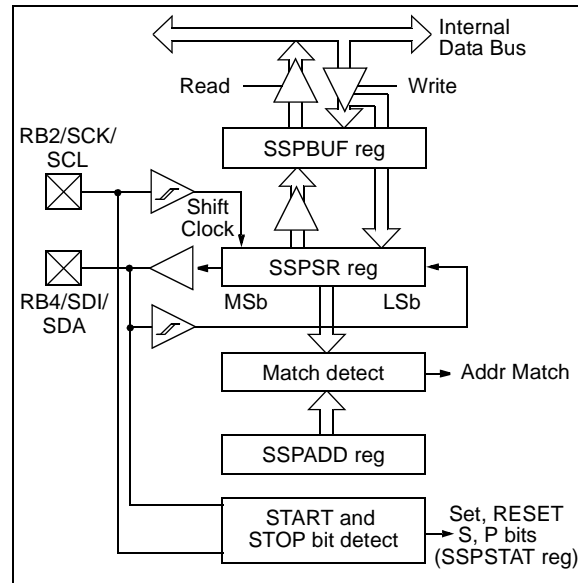 Internal
Data Bus
Read
Write
SSPBUF reg
RB2/SCK/
SCL
Shift
Clock
SSPSR reg
MSb
LSb
RB4/SDI/
SDA
Match detect
Addr Match
SSPADD reg
START and
STOP bit detect
Set, RESET
S, P bits
(SSPSTAT reg)